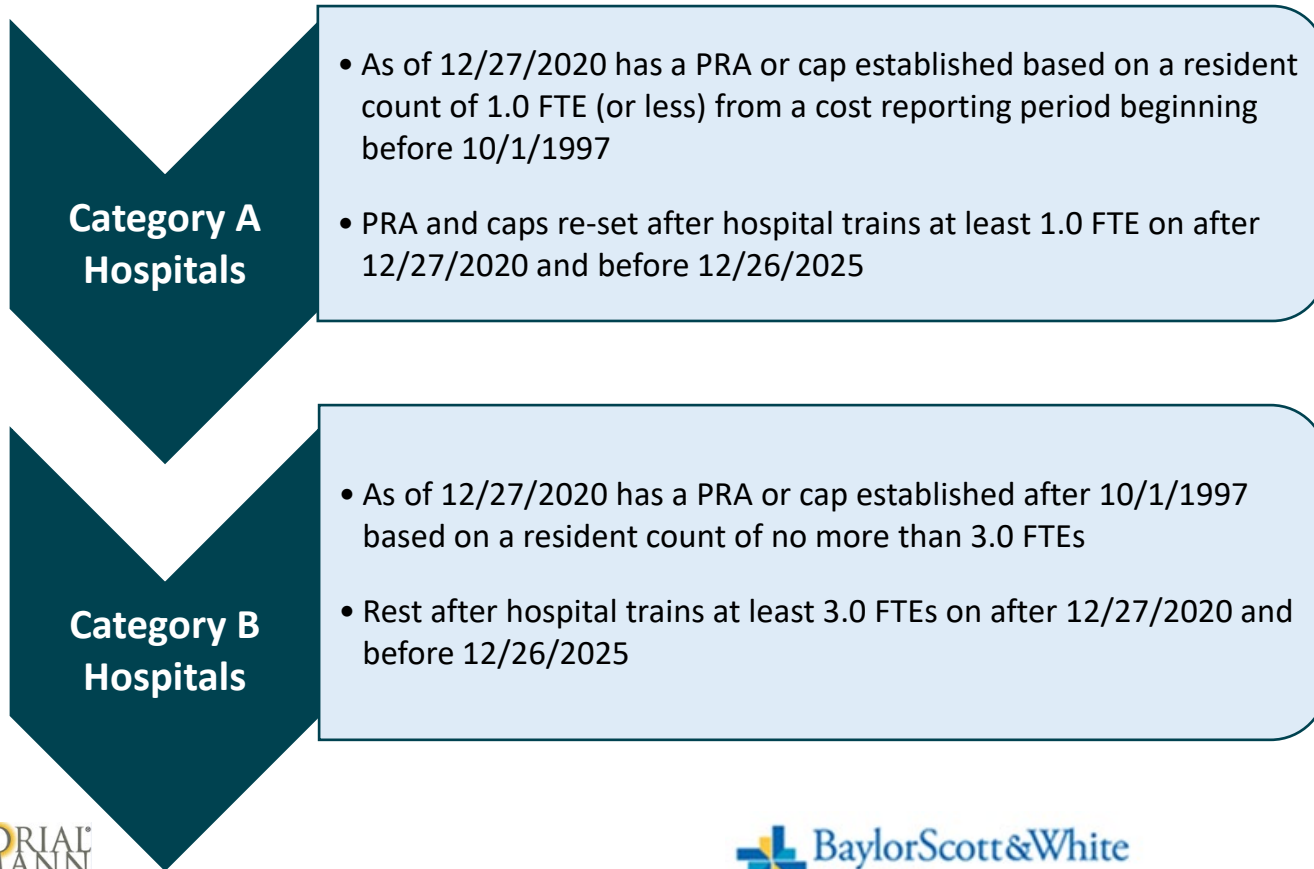 • As of 12/27/2020 has a PRA or cap established based on a resident
count of 1.0 FTE (or less) from a cost reporting period beginning
before 10/1/1997
Category A
Hospitals
• PRA and caps re-set after hospital trains at least 1.0 FTE on after
12/27/2020 and before 12/26/2025
• As of 12/27/2020 has a PRA or cap established after 10/1/1997
based on a resident count of no more than 3.0 FTEs
Category B
Hospitals
• Rest after hospital trains at least 3.0 FTEs on after 12/27/2020 and
before 12/26/2025
BaylorScott&White